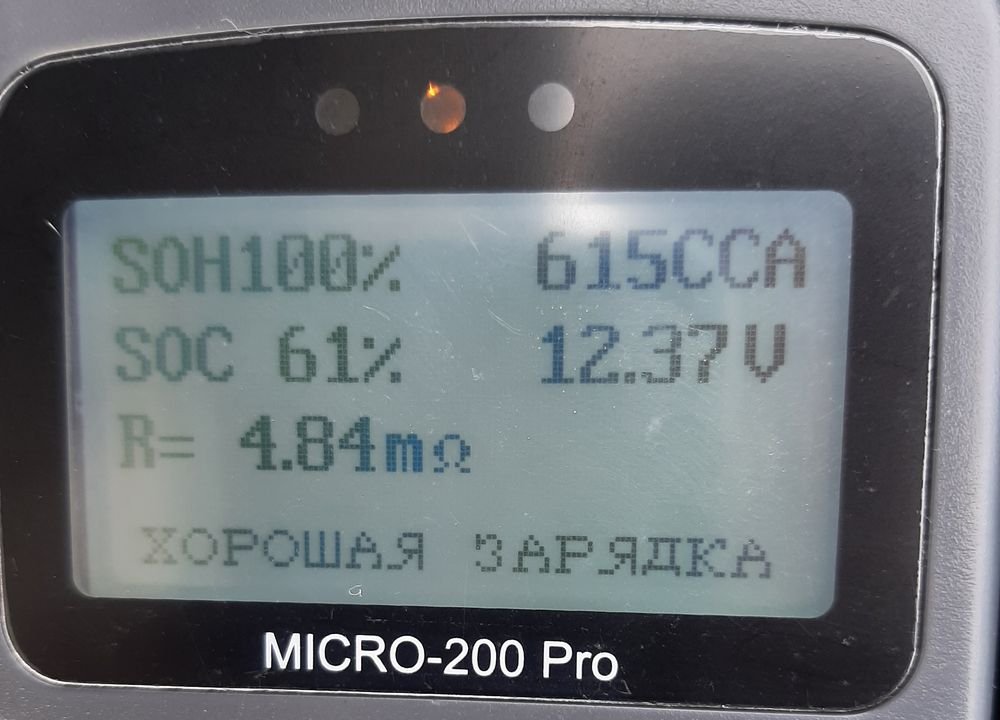 SOH100% 615CCA
SOC 61% 12.37V
R= 4.84mΩ
ХОРОШАЯ ЗАРЯДКА
MICRO-200 Pro